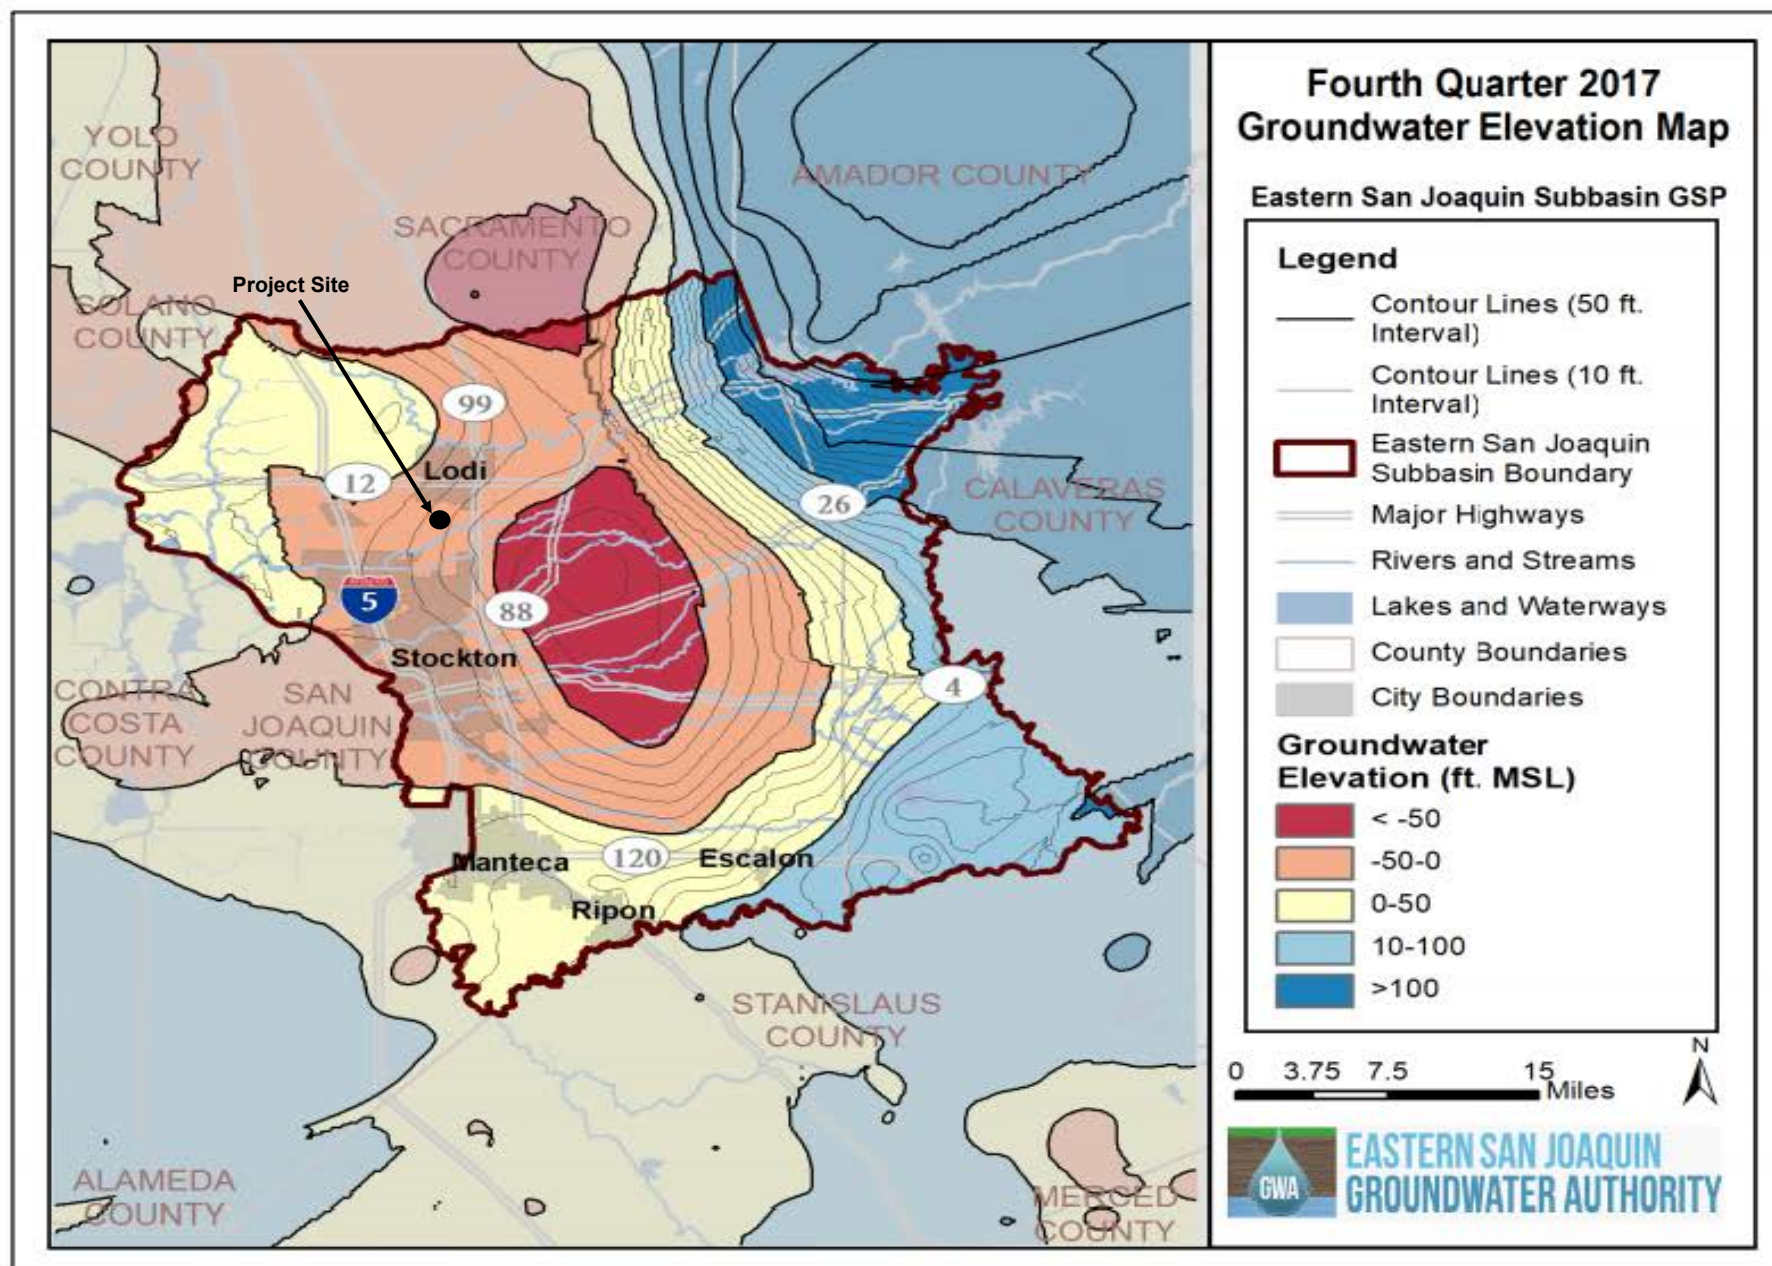 YOLO
COUNTY
SACRAMENTO
COUNTY
AMADOR COUNTY
Project Site
SOLANO
COUNTY
99
Lodi
12
26
CALAVERAS
COUNTY
5
88
Stockton
4
CONTRA
COSTA
COUNTY
SAN
JOAQUIN
COUNTY
Manteca
120
Escalon
Ripon
STANISLAUS
COUNTY
ALAMEDA
COUNTY
MERCED
COUNTY
Fourth Quarter 2017
Groundwater Elevation Map
Eastern San Joaquin Subbasin GSP
Legend
Contour Lines (50 ft.
Interval)
Contour Lines (10 ft.
Interval)
Eastern San Joaquin
Subbasin Boundary
Major Highways
Rivers and Streams
Lakes and Waterways
County Boundaries
City Boundaries
Groundwater
Elevation (ft. MSL)
< -50
-50-0
0-50
10-100
>100
N
0 3.75 7.5 15
Miles
GWA
EASTERN SAN JOAQUIN
GROUNDWATER AUTHORITY